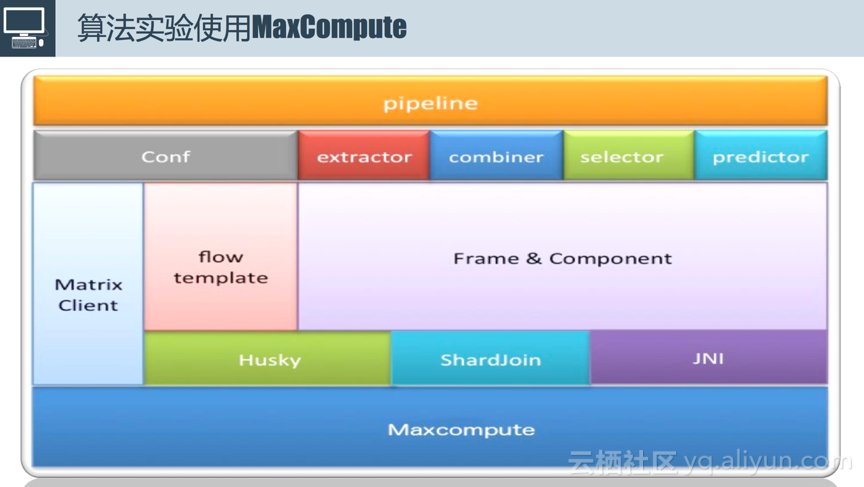 算法实验使用MaxCompute
pipeline
Conf
extractor
combiner
selector
predictor
flow
template
Frame & Component
Matrix
Client
Husky
ShardJoin
JNI
Maxcompute
云栖社区 yq.aliyun.com